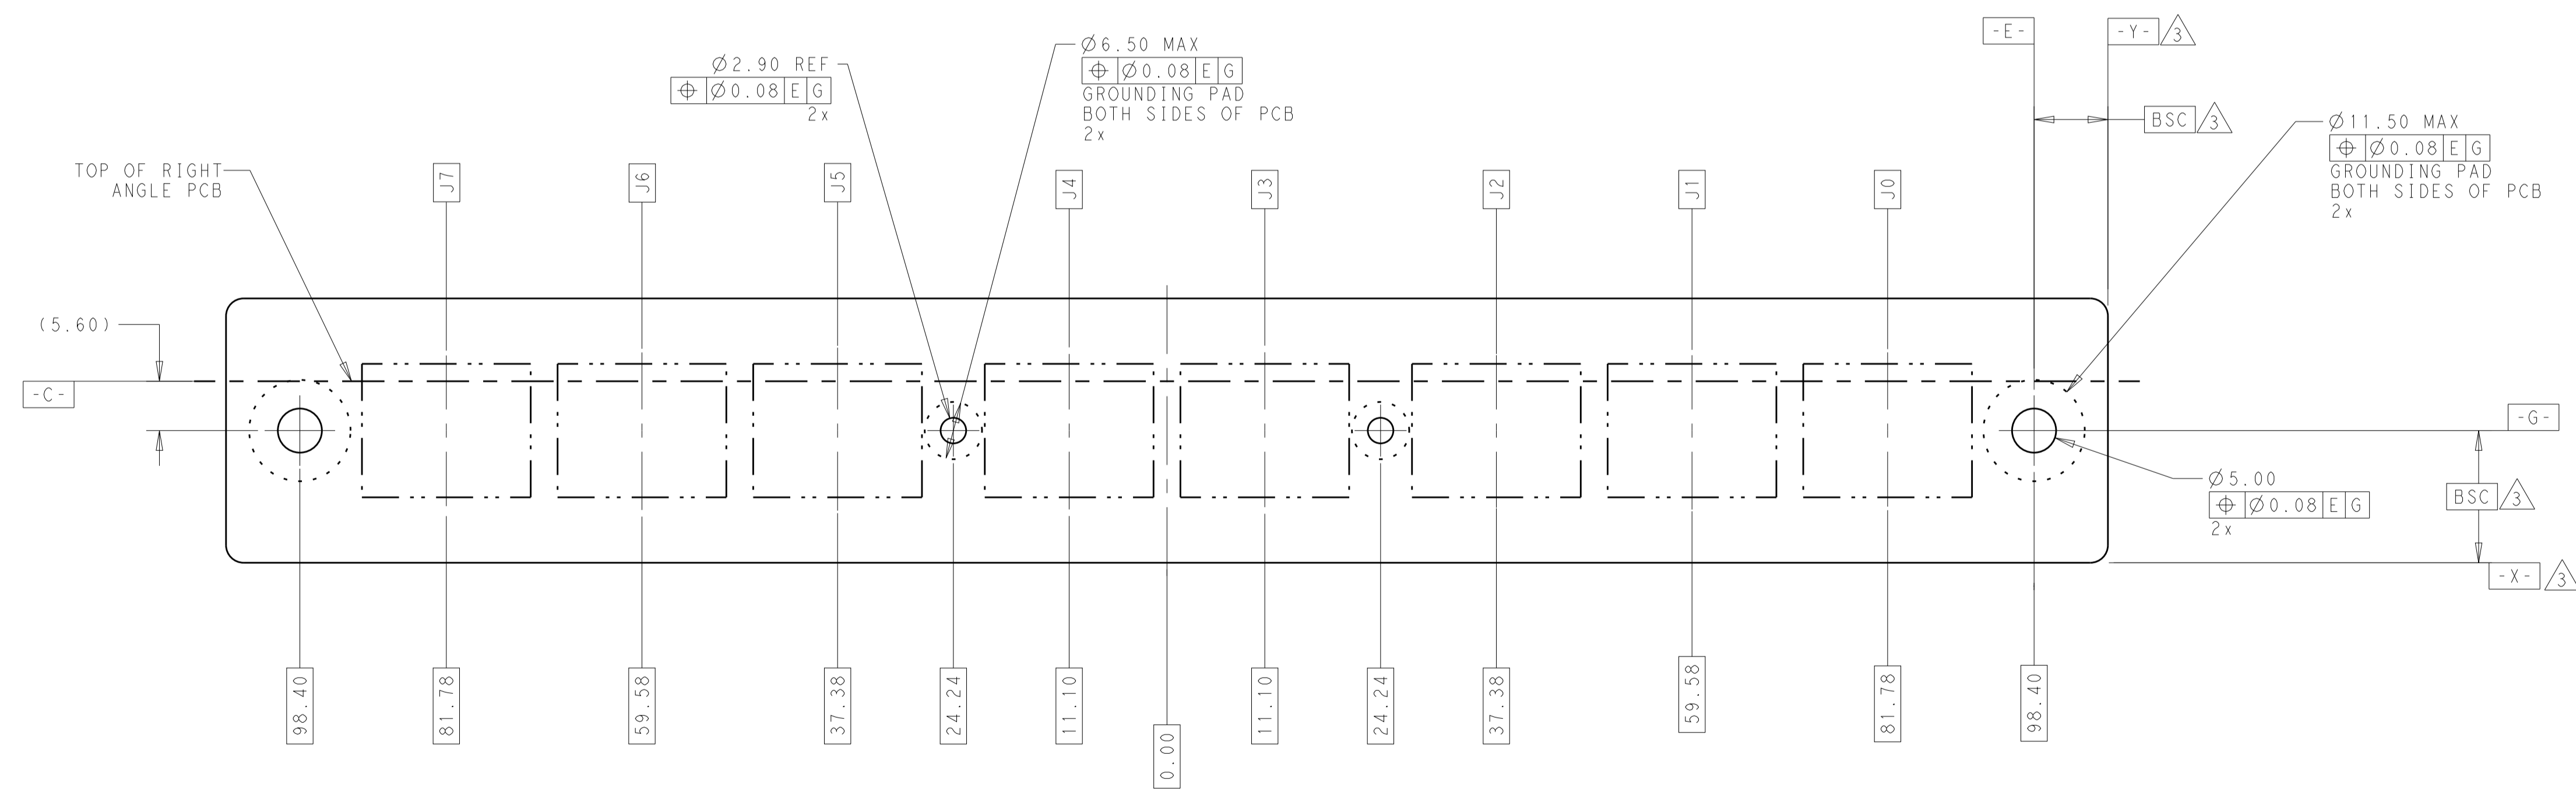 -E-
-Y- 3
Ø2.90 REF
⌖ Ø0.08 E G
2x
Ø6.50 MAX
⌖ Ø0.08 E G
GROUNDING PAD
BOTH SIDES OF PCB
2x
BSC 3
Ø11.50 MAX
⌖ Ø0.08 E G
GROUNDING PAD
BOTH SIDES OF PCB
2x
TOP OF RIGHT
ANGLE PCB
J7
J6
J5
J4
J3
J2
J1
J0
(5.60)
-C-
-G-
Ø5.00
⌖ Ø0.08 E G
2x
BSC 3
-X- 3
98.40
81.78
59.58
37.38
24.24
11.10
0.00
11.10
24.24
37.38
59.58
81.78
98.40